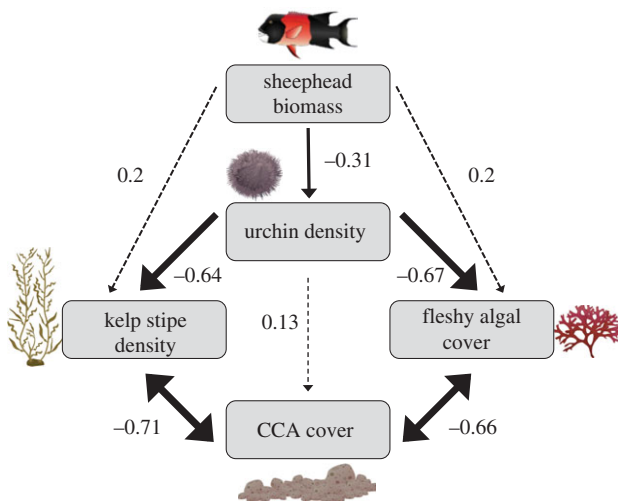 sheephead
biomass
–0.31
0.2
0.2
urchin density
–0.64
–0.67
kelp stipe
density
0.13
fleshy algal
cover
–0.71
CCA cover
–0.66